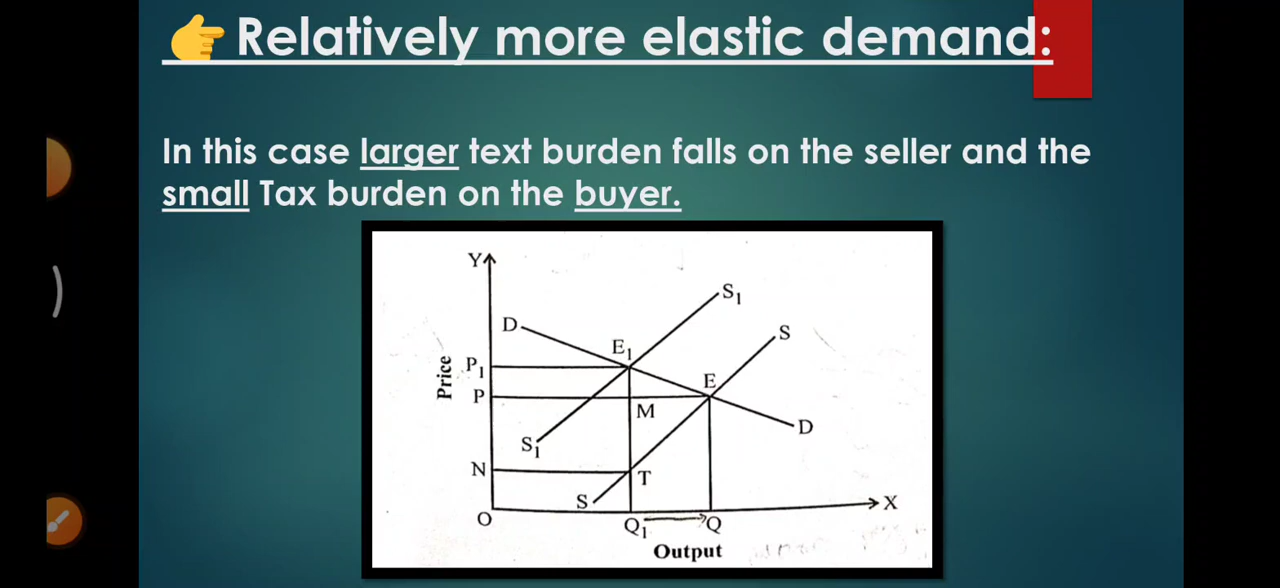 👉 Relatively more elastic demand:
In this case larger text burden falls on the seller and the
small Tax burden on the buyer.
Y
S1
D
S
E1
P1
E
Price
P
M
D
S1
N
T
S
X
O
Q1
Q
Output